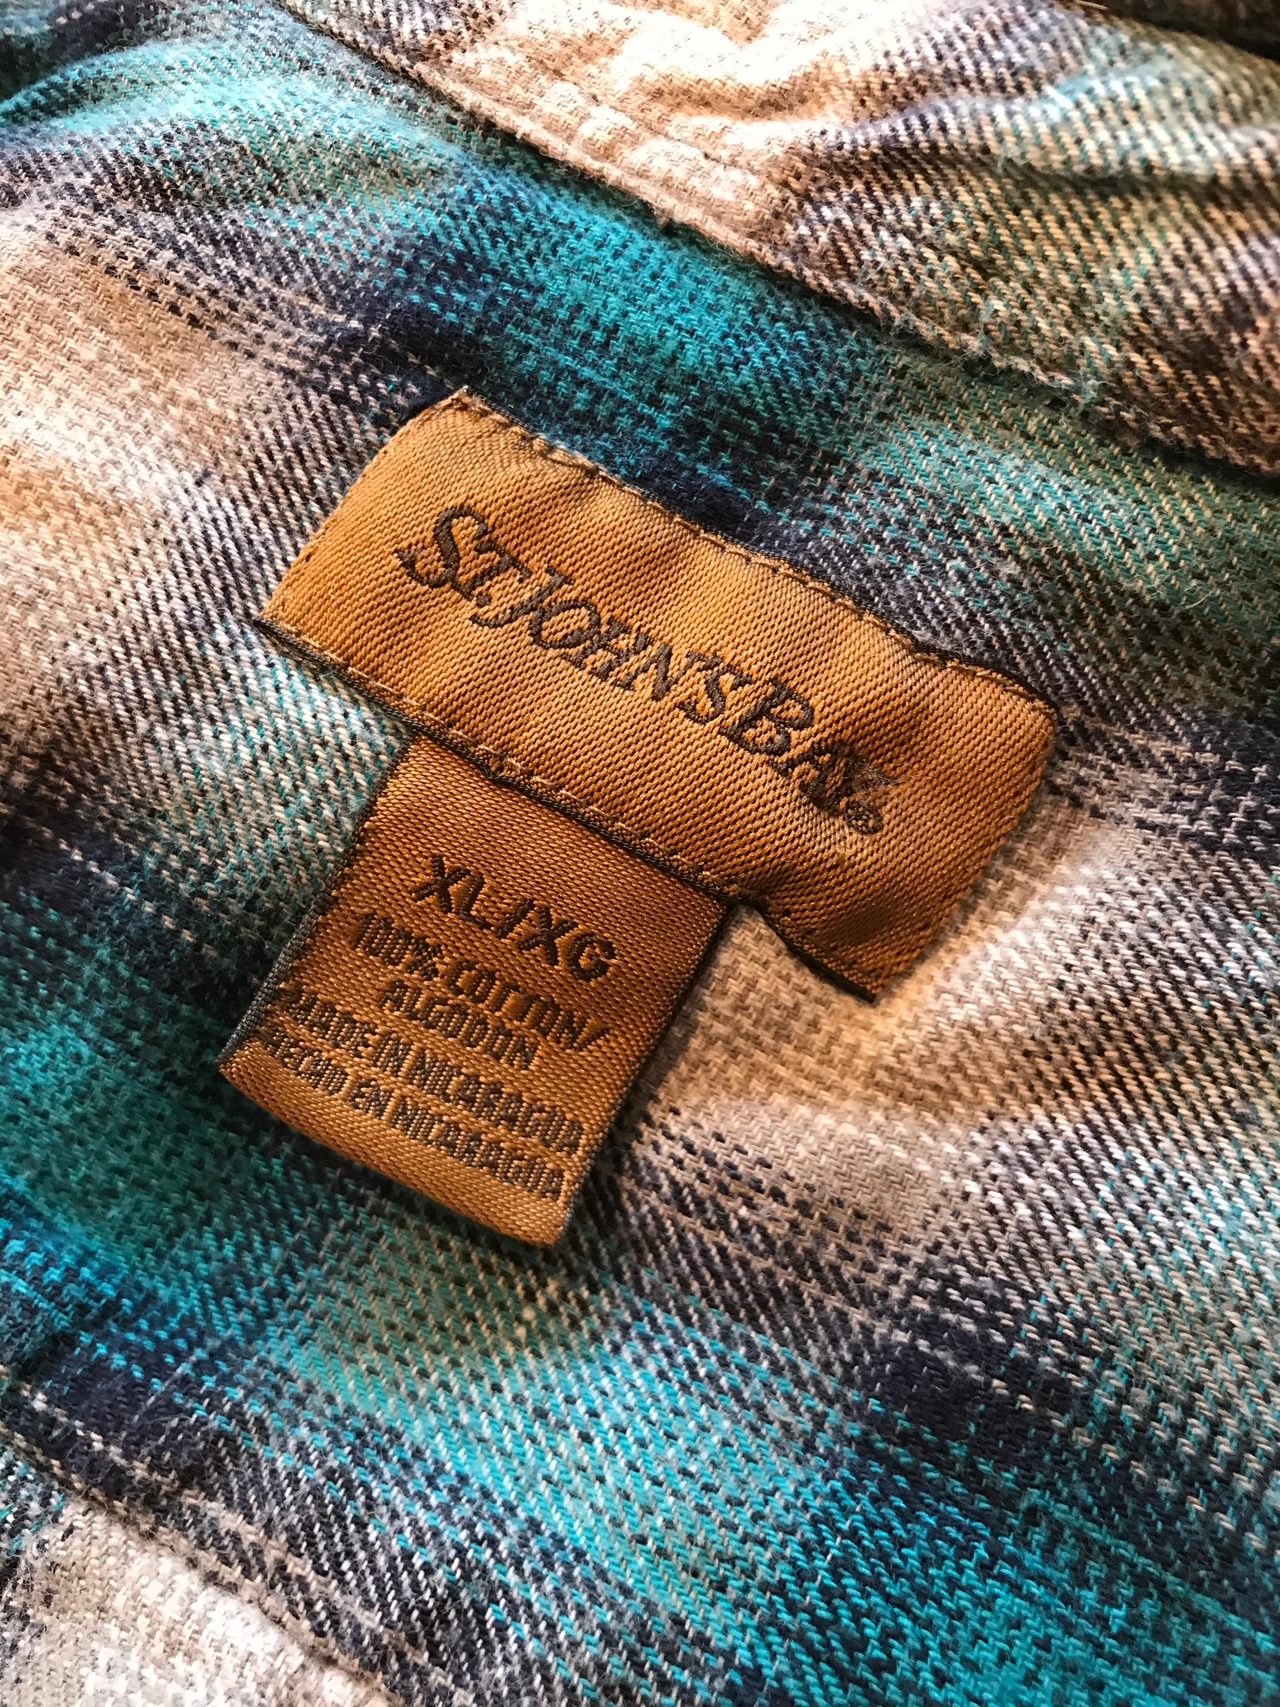 ST. JOHN'S BAY®
XL/XG
100% COTTON/
ALGODON
MADE IN NICARAGUA
HECHO EN NICARAGUA